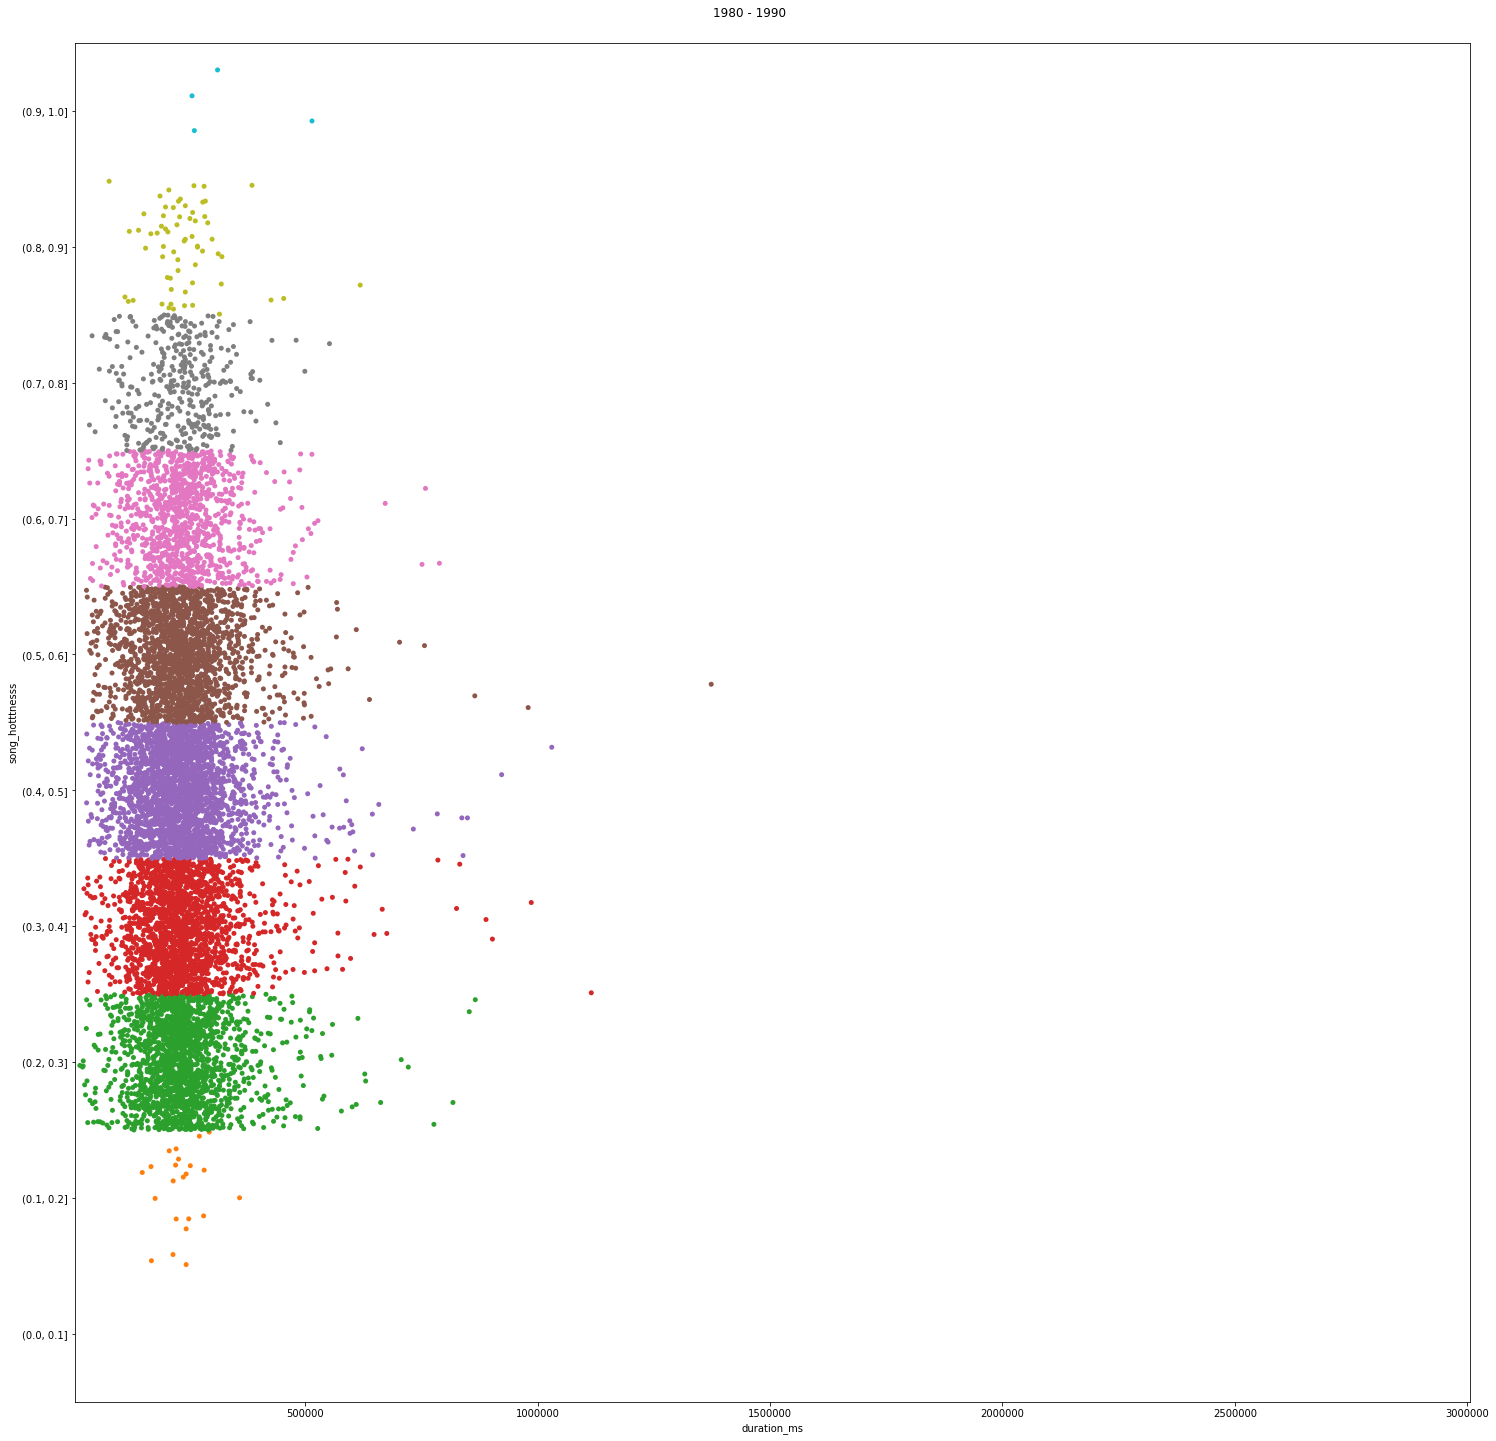 1980 - 1990
(0.9, 1.0]
(0.8, 0.9]
(0.7, 0.8]
(0.6, 0.7]
(0.5, 0.6]
(0.4, 0.5]
(0.3, 0.4]
(0.2, 0.3]
(0.1, 0.2]
(0.0, 0.1]
song_hotttnesss
500000 1000000 1500000 2000000 2500000 3000000
duration_ms